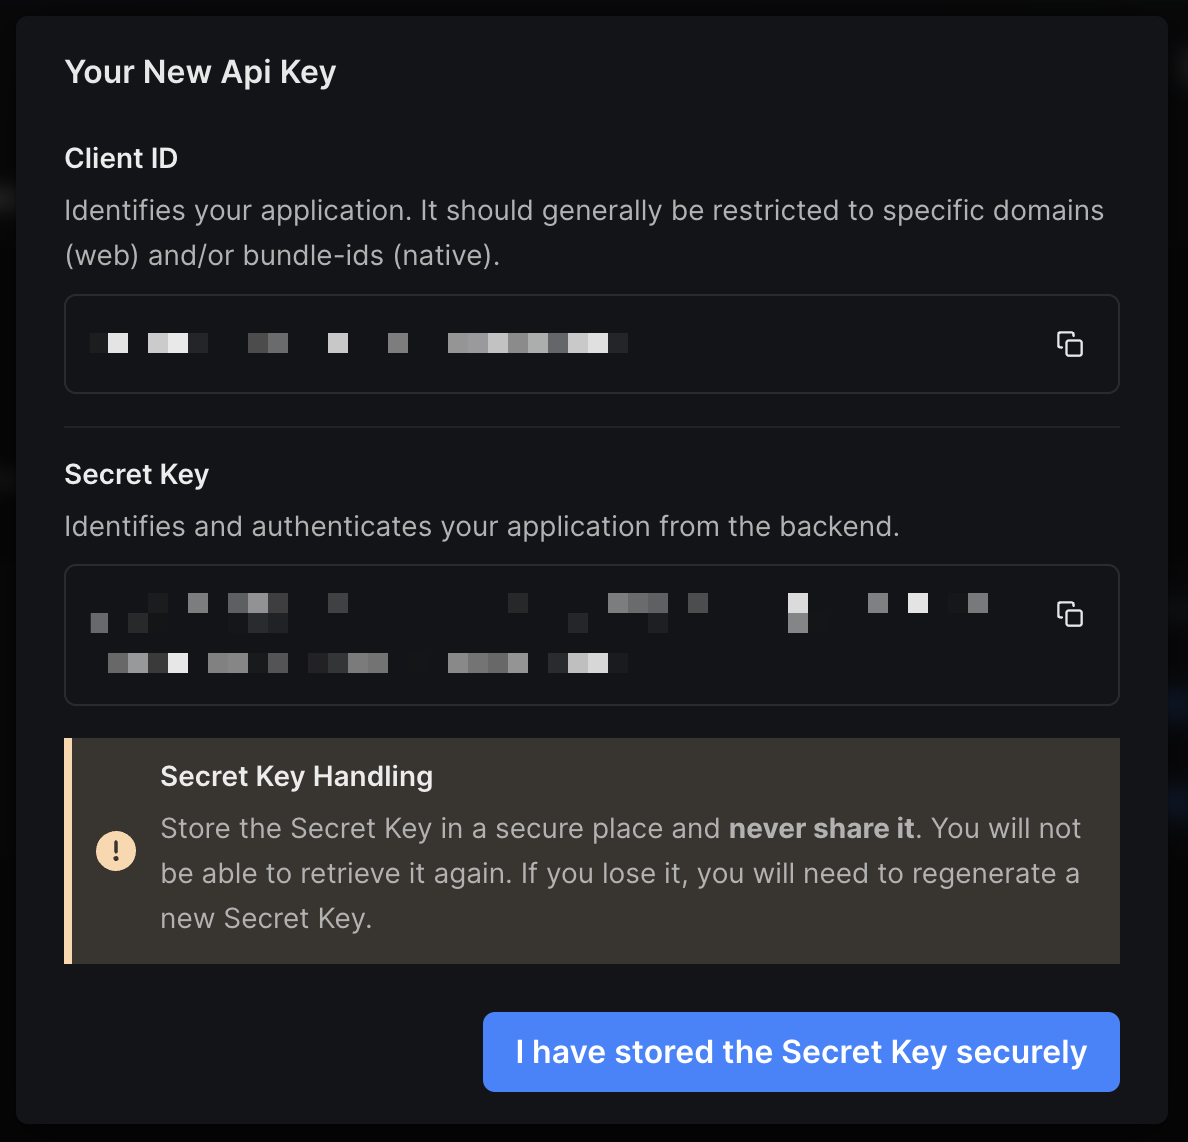 Your New Api Key
Client ID
Identifies your application. It should generally be restricted to specific domains
(web) and/or bundle-ids (native).
Secret Key
Identifies and authenticates your application from the backend.
Secret Key Handling
Store the Secret Key in a secure place and never share it. You will not
be able to retrieve it again. If you lose it, you will need to regenerate a
new Secret Key.
I have stored the Secret Key securely